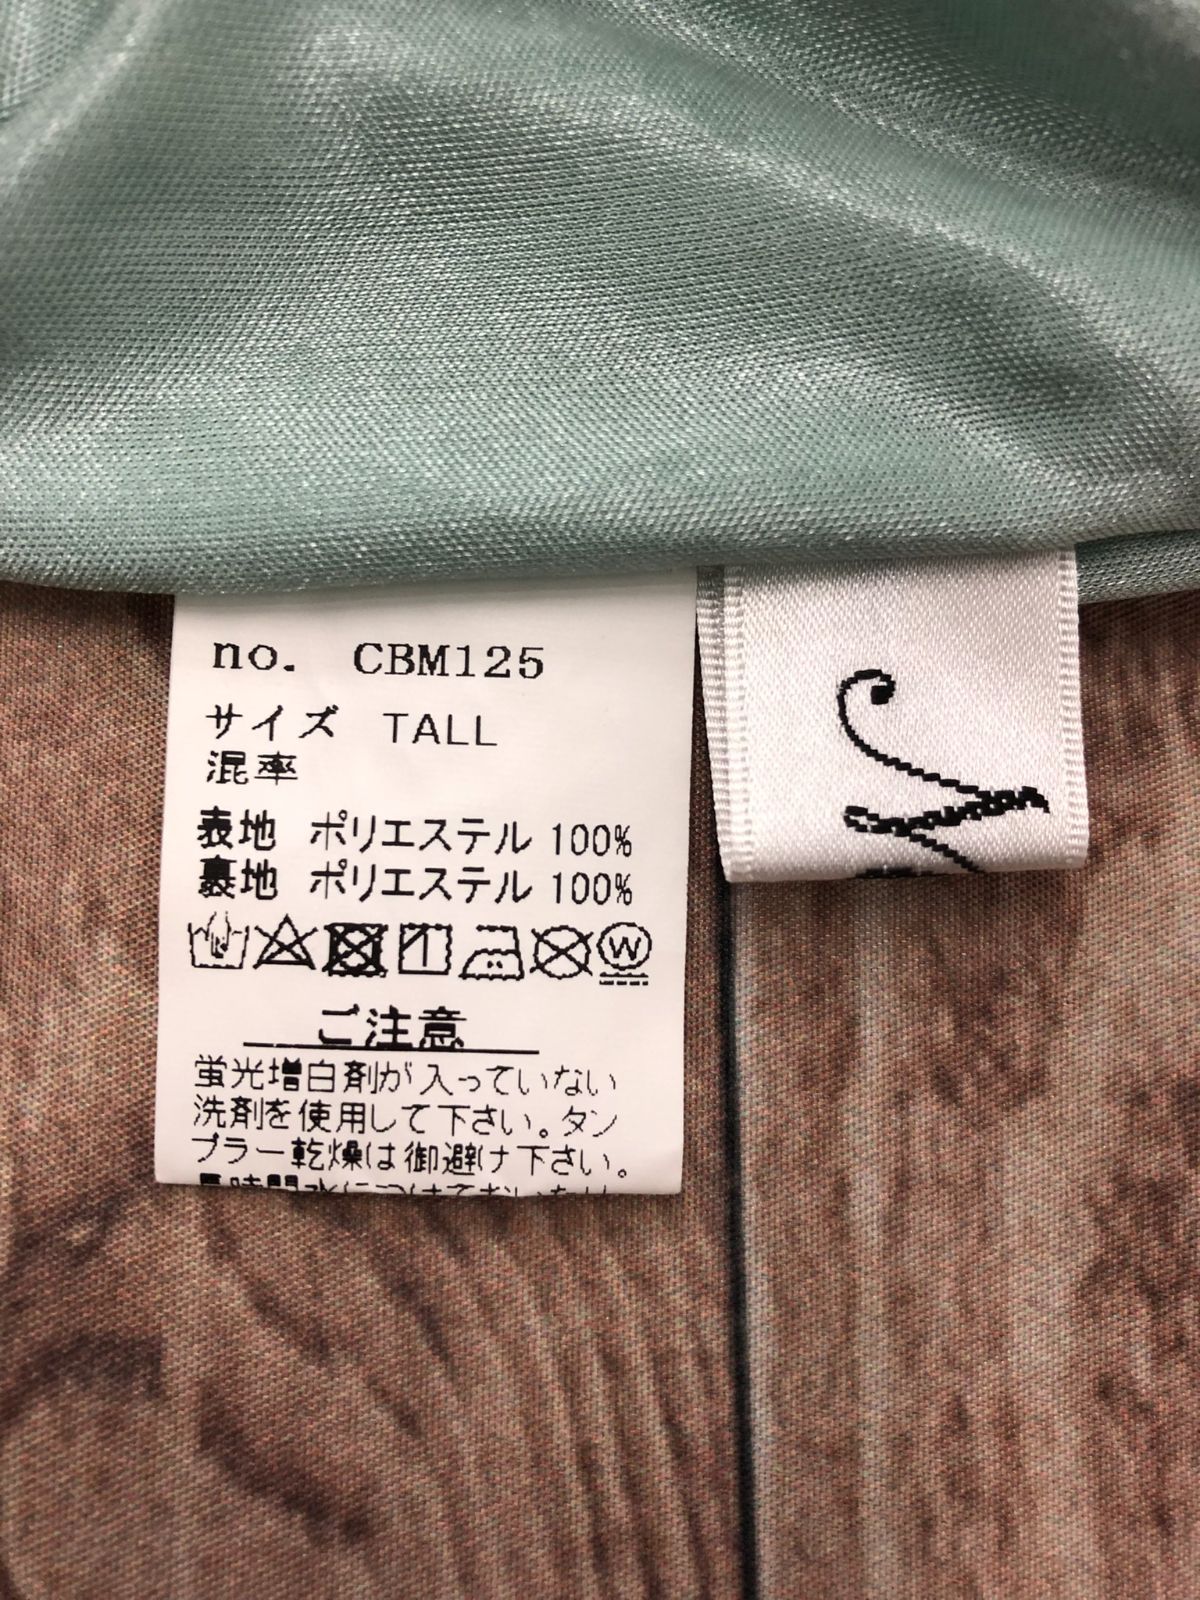 no. CBM125
サイズ TALL
混率
表地 ポリエステル 100%
裏地 ポリエステル 100%
W
ご注意
蛍光増白剤が入っていない
洗剤を使用して下さい。タン
ブラー乾燥は御避け下さい。